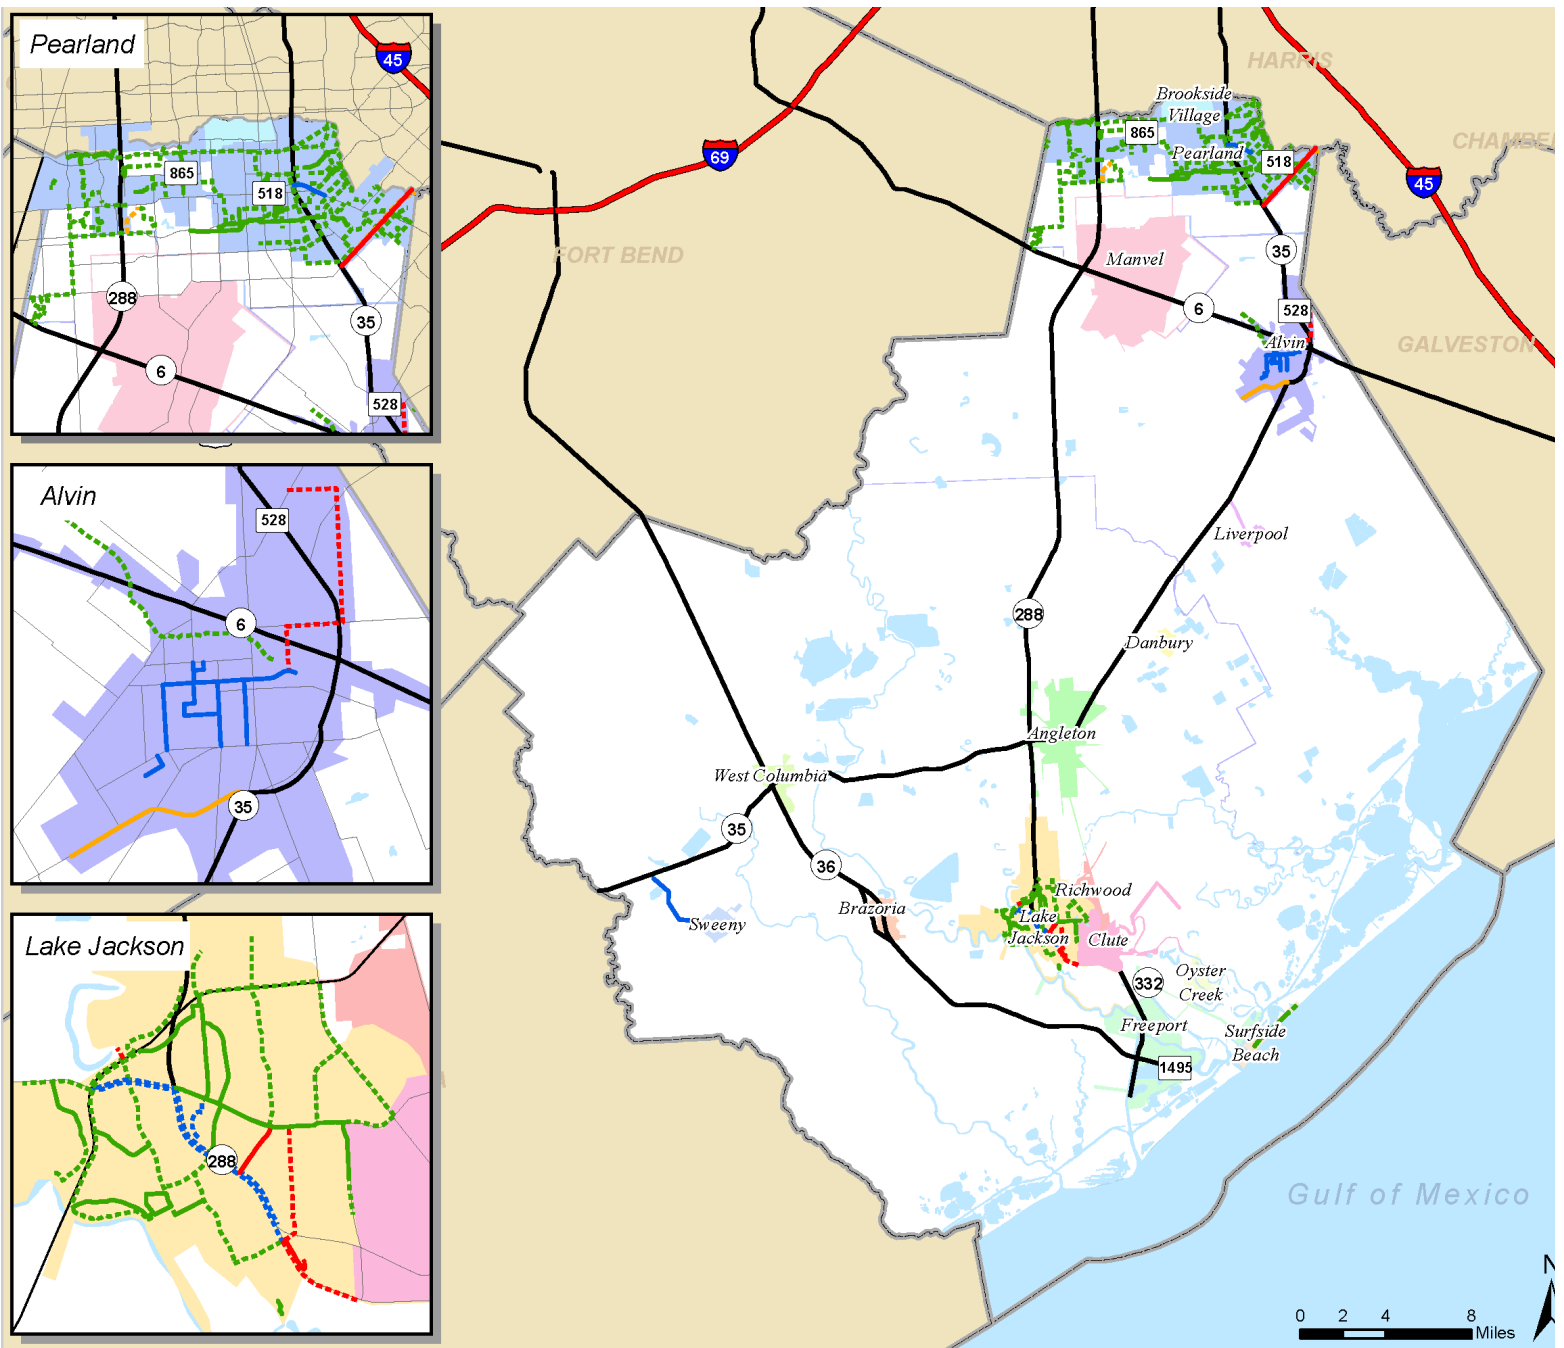 Pearland
45
865
518
288
35
6
528
Alvin
528
6
35
Lake Jackson
288
HARRIS
CHAMBE
Brookside
Village
865
Pearland
518
69
45
FORT BEND
Manvel
35
6
528
Alvin
GALVESTON
Liverpool
288
Danbury
Angleton
West Columbia
35
36
Richwood
Brazoria
Sweeny
Lake
Jackson
Clute
332
Oyster
Creek
Freeport
Surfside
Beach
1495
Gulf of Mexico
N
0 2 4 8
Miles